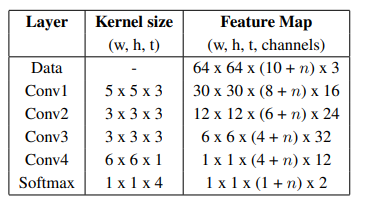 Layer Kernel size Feature Map
(w, h, t) (w, h, t, channels)
Data - 64 x 64 x (10 + n) x 3
Conv1 5 x 5 x 3 30 x 30 x (8 + n) x 16
Conv2 3 x 3 x 3 12 x 12 x (6 + n) x 24
Conv3 3 x 3 x 3 6 x 6 x (4 + n) x 32
Conv4 6 x 6 x 1 1 x 1 x (4 + n) x 12
Softmax 1 x 1 x 4 1 x 1 x (1 + n) x 2